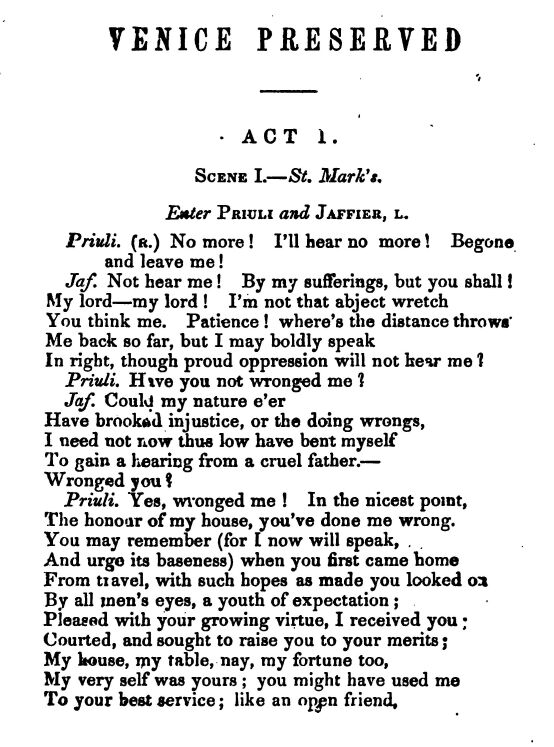 VENICE PRESERVED
ACT 1.
SCENE I.—St. Mark's.
Enter PRIULI and JAFFIER, L.
Priuli. (R.) No more! I'll hear no more! Begone
and leave me!
Jaf. Not hear me! By my sufferings, but you shall!
My lord—my lord! I'm not that abject wretch
You think me. Patience! where's the distance throws
Me back so far, but I may boldly speak
In right, though proud oppression will not hear me?
Priuli. Have you not wronged me?
Jaf. Could my nature e'er
Have brooked injustice, or the doing wrongs,
I need not now thus low have bent myself
To gain a hearing from a cruel father.—
Wronged you?
Priuli. Yes, wronged me! In the nicest point,
The honour of my house, you've done me wrong.
You may remember (for I now will speak,
And urge its baseness) when you first came home
From travel, with such hopes as made you looked on
By all men's eyes, a youth of expectation;
Pleased with your growing virtue, I received you;
Courted, and sought to raise you to your merits;
My house, my table, nay, my fortune too,
My very self was yours; you might have used me
To your best service; like an open friend,